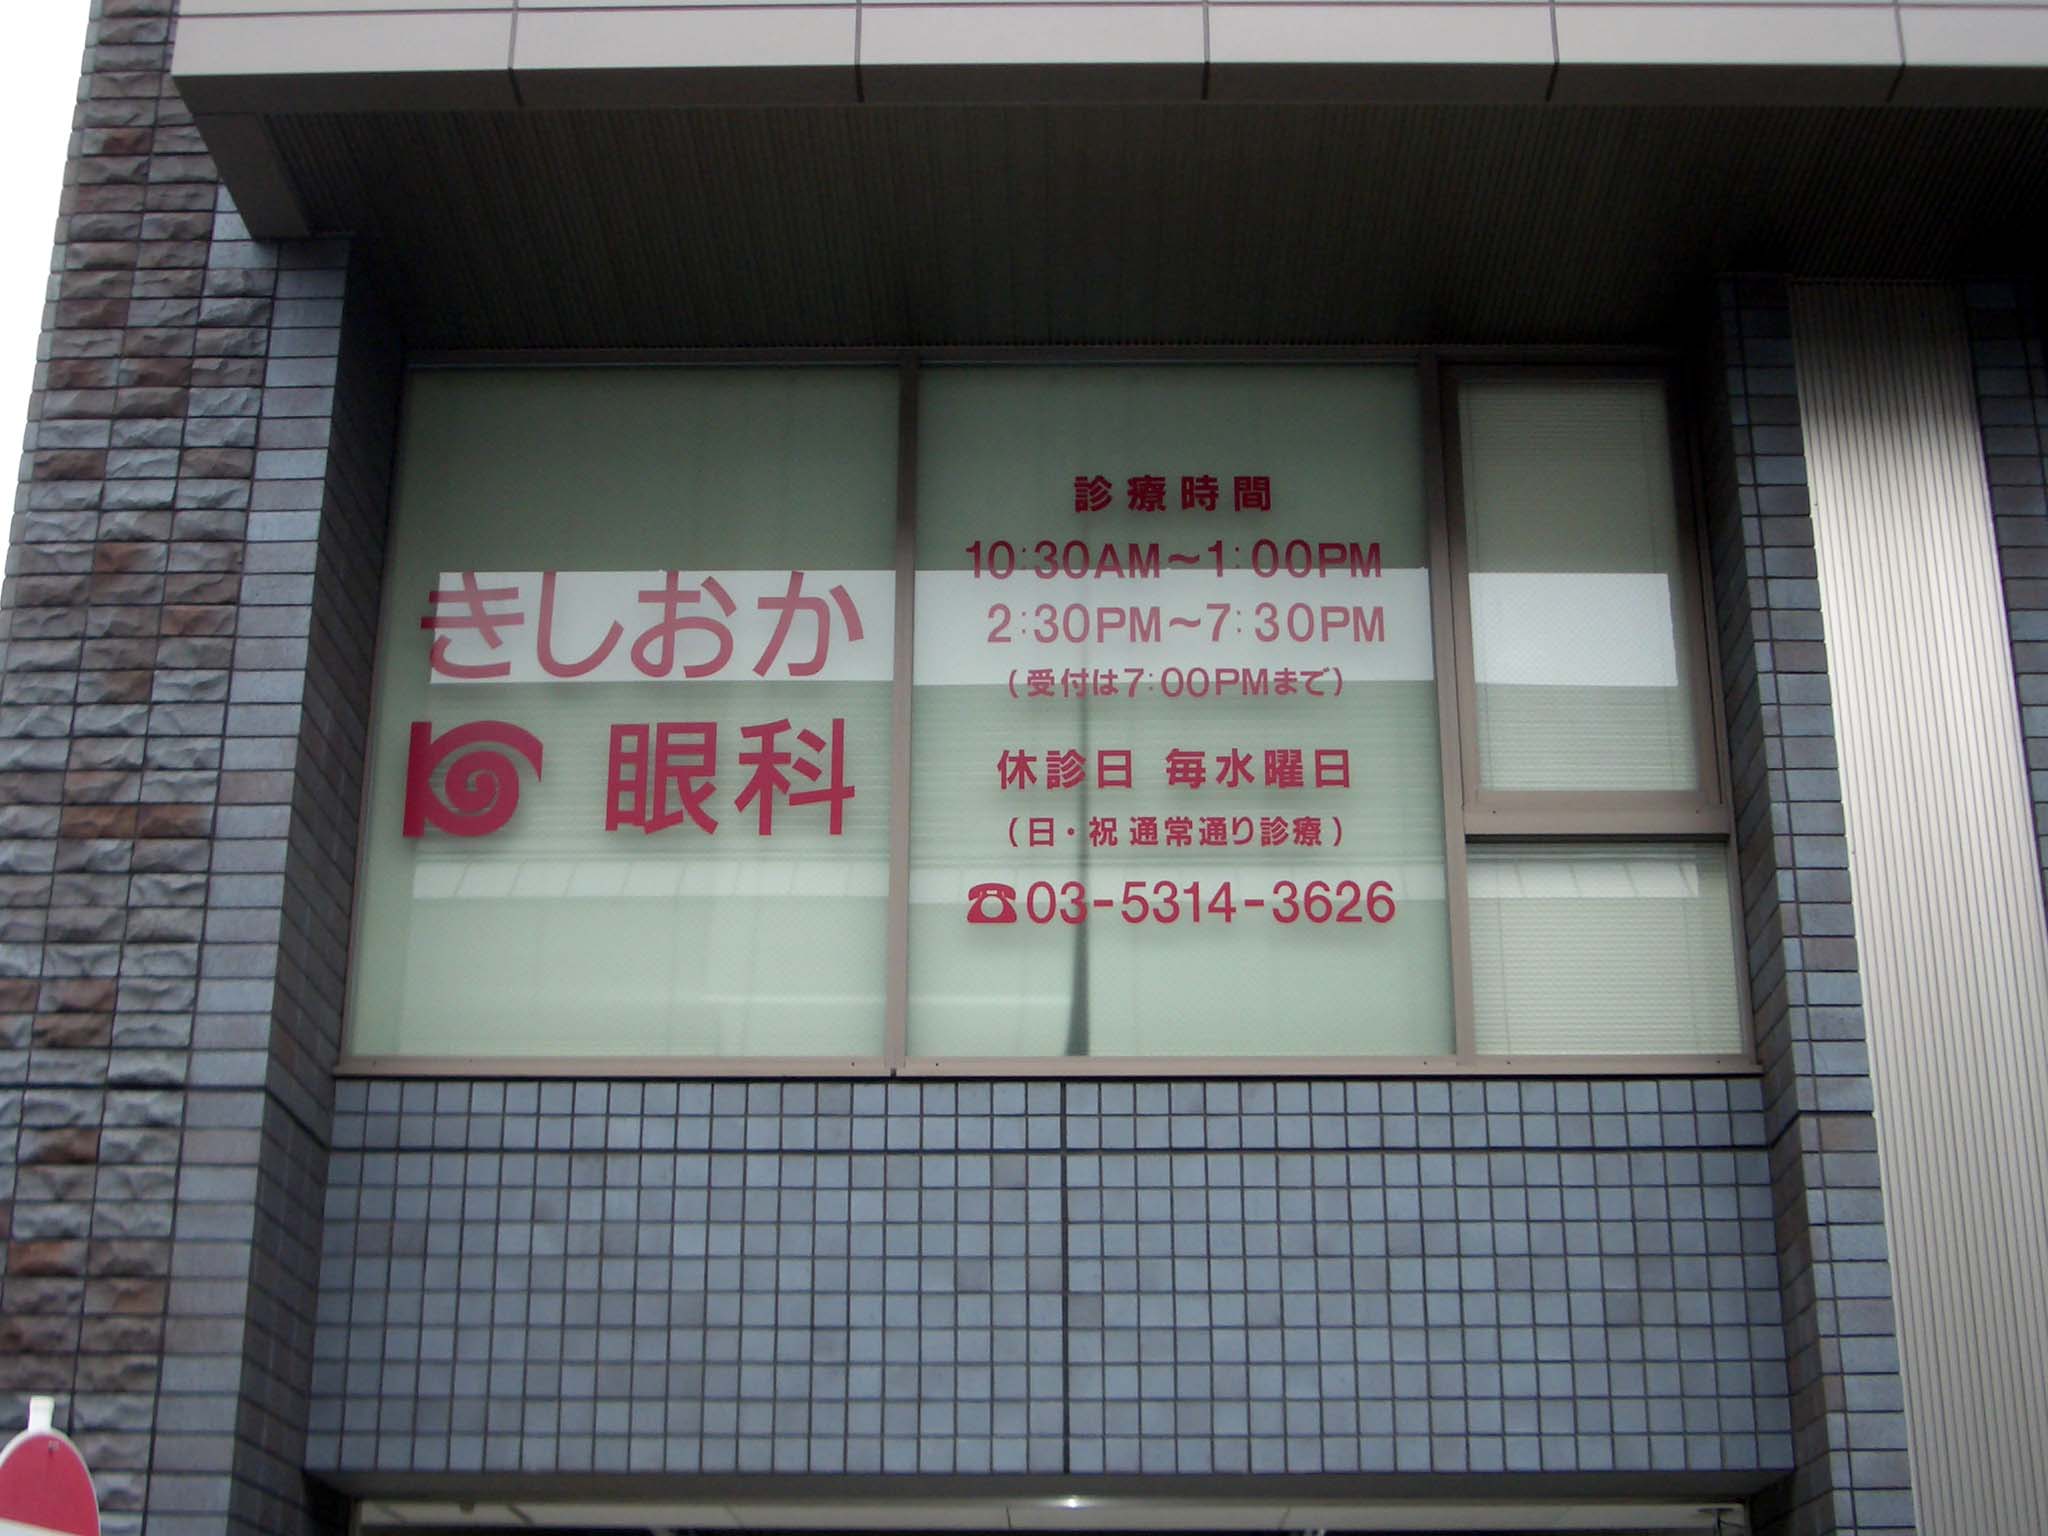 きしおか
眼科
診療時間
10:30AM～1:00PM
2:30PM～7:30PM
(受付は7:00PMまで)
休診日 毎水曜日
(日・祝 通常通り診療)
☎03-5314-3626